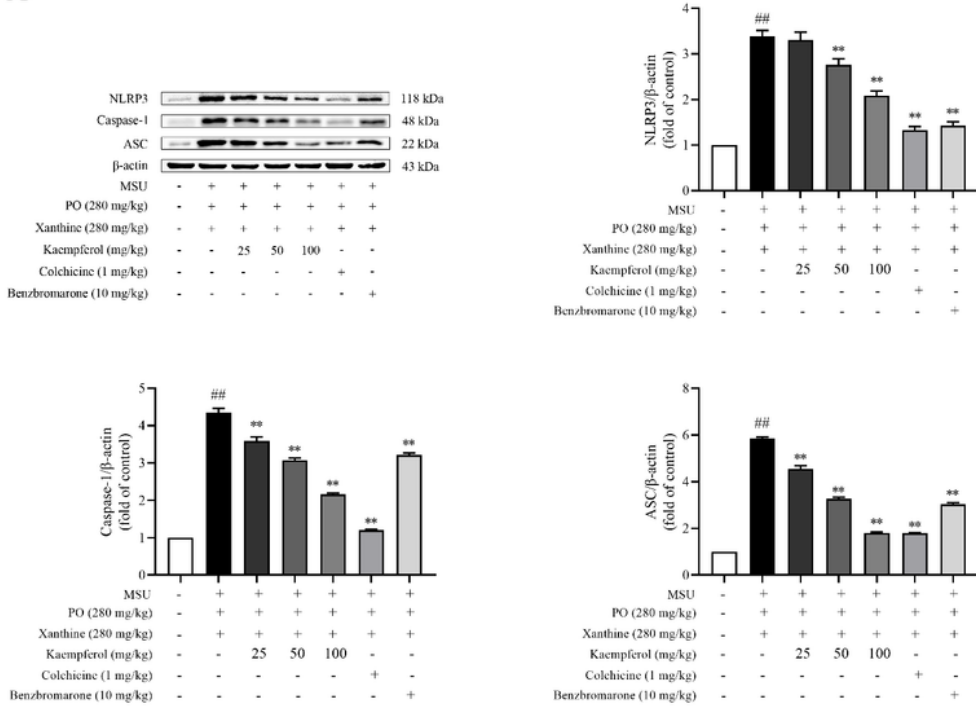 NLRP3 118 kDa
Caspase-1 48 kDa
ASC 22 kDa
β-actin 43 kDa
MSU - + + + + + +
PO (280 mg/kg) - + + + + + +
Xanthine (280 mg/kg) - + + + + + +
Kaempferol (mg/kg) - - 25 50 100 - -
Colchicine (1 mg/kg) - - - - - + -
Benzbromarone (10 mg/kg) - - - - - - +
NLRP3/β-actin
(fold of control)
4
3
2
1
0
## ** ** ** **
MSU - + + + + + +
PO (280 mg/kg) - + + + + + +
Xanthine (280 mg/kg) - + + + + + +
Kaempferol (mg/kg) - - 25 50 100 - -
Colchicine (1 mg/kg) - - - - - + -
Benzbromarone (10 mg/kg) - - - - - - +
Caspase-1/β-actin
(fold of control)
5
4
3
2
1
0
## ** ** ** ** **
MSU - + + + + + +
PO (280 mg/kg) - + + + + + +
Xanthine (280 mg/kg) - + + + + + +
Kaempferol (mg/kg) - - 25 50 100 - -
Colchicine (1 mg/kg) - - - - - + -
Benzbromarone (10 mg/kg) - - - - - - +
ASC/β-actin
(fold of control)
8
6
4
2
0
## ** ** ** ** **
MSU - + + + + + +
PO (280 mg/kg) - + + + + + +
Xanthine (280 mg/kg) - + + + + + +
Kaempferol (mg/kg) - - 25 50 100 - -
Colchicine (1 mg/kg) - - - - - + -
Benzbromarone (10 mg/kg) - - - - - - +